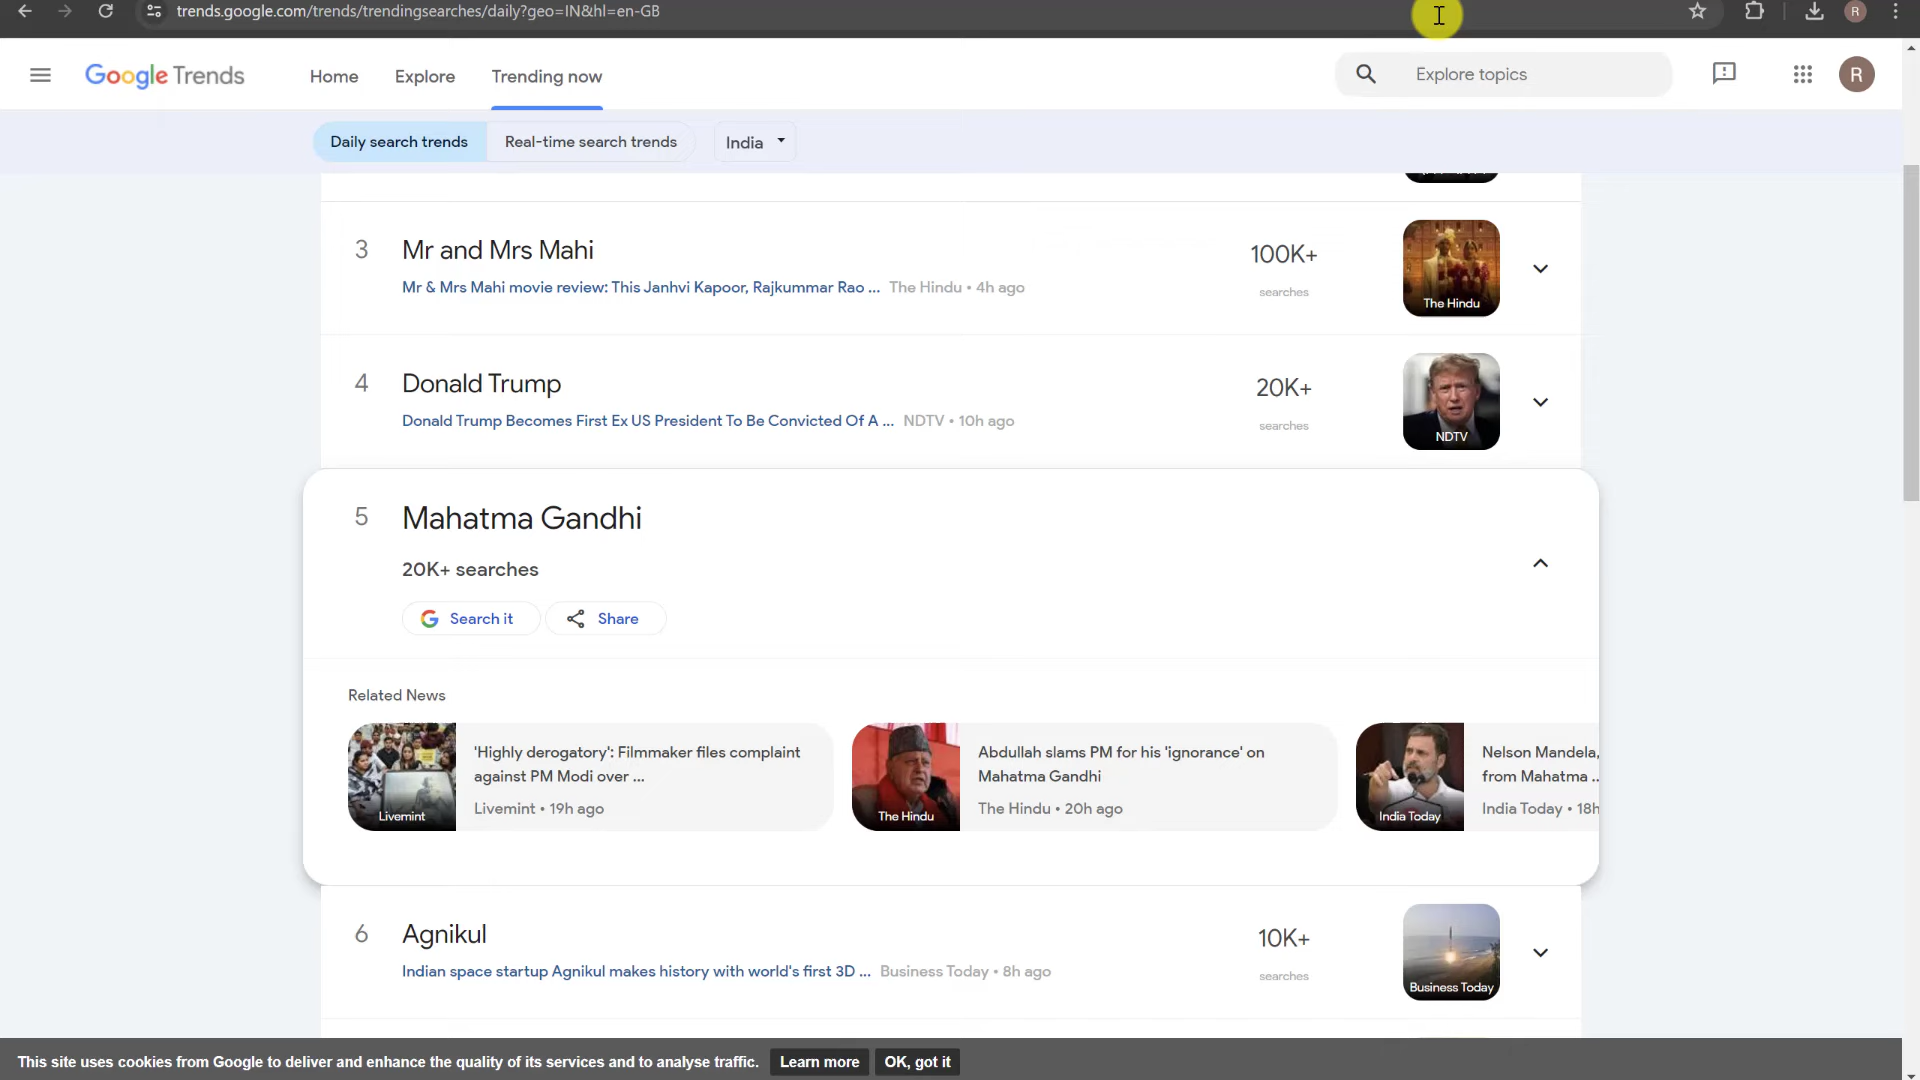 trends.google.com/trends/trendingsearches/daily?geo=IN&hl=en-GB
R
Google Trends
Home
Explore
Trending now
Explore topics
R
Daily search trends
Real-time search trends
India
3
Mr and Mrs Mahi
Mr & Mrs Mahi movie review: This Janhvi Kapoor, Rajkummar Rao ... The Hindu • 4h ago
100K+
searches
The Hindu
4
Donald Trump
Donald Trump Becomes First Ex US President To Be Convicted Of A ... NDTV • 10h ago
20K+
searches
NDTV
5
Mahatma Gandhi
20K+ searches
Search it
Share
Related News
Livemint
'Highly derogatory': Filmmaker files complaint
against PM Modi over ...
Livemint • 19h ago
The Hindu
Abdullah slams PM for his 'ignorance' on
Mahatma Gandhi
The Hindu • 20h ago
India Today
Nelson Mandela,
from Mahatma ..
India Today • 18h
6
Agnikul
Indian space startup Agnikul makes history with world's first 3D ... Business Today • 8h ago
10K+
searches
Business Today
This site uses cookies from Google to deliver and enhance the quality of its services and to analyse traffic.
Learn more
OK, got it